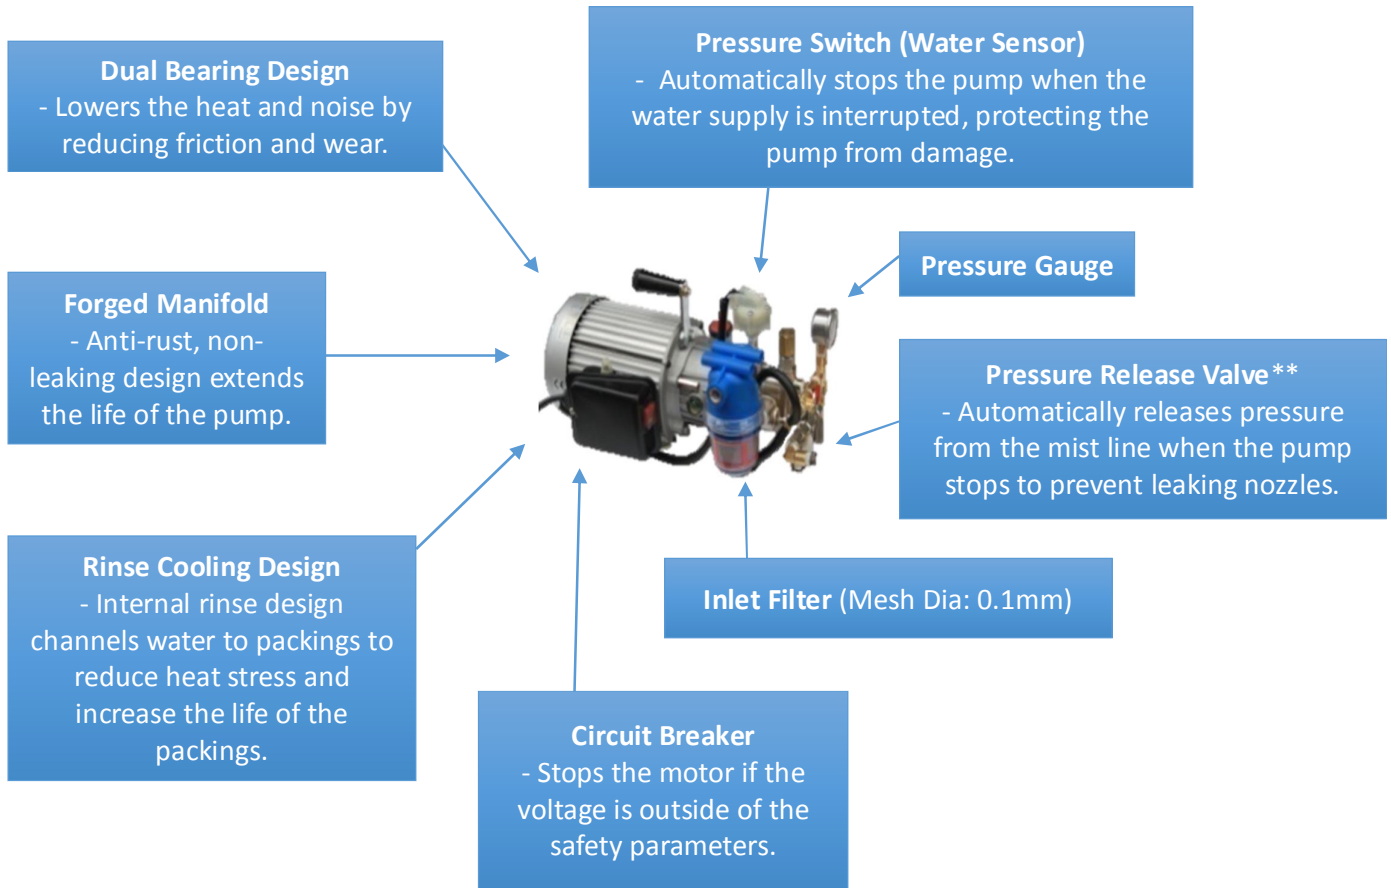 Dual Bearing Design
- Lowers the heat and noise by
reducing friction and wear.
Pressure Switch (Water Sensor)
- Automatically stops the pump when the
water supply is interrupted, protecting the
pump from damage.
Pressure Gauge
Forged Manifold
- Anti-rust, non-
leaking design extends
the life of the pump.
Pressure Release Valve**
- Automatically releases pressure
from the mist line when the pump
stops to prevent leaking nozzles.
Rinse Cooling Design
- Internal rinse design
channels water to packings to
reduce heat stress and
increase the life of the
packings.
Inlet Filter (Mesh Dia: 0.1mm)
Circuit Breaker
- Stops the motor if the
voltage is outside of the
safety parameters.